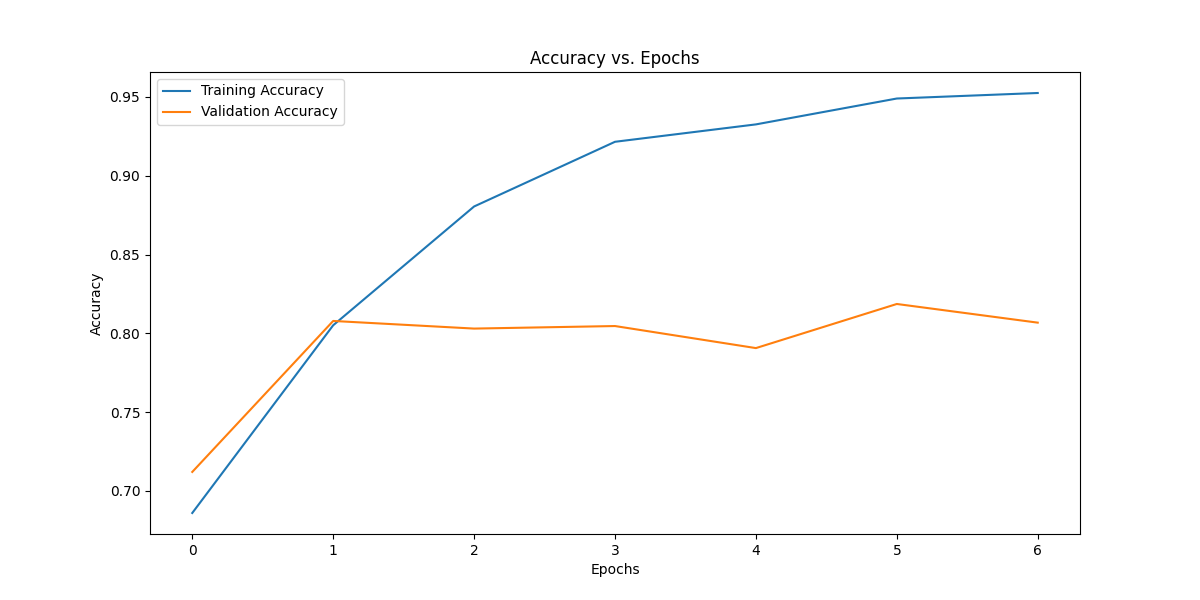 Accuracy vs. Epochs
Training Accuracy
Validation Accuracy
0.95
0.90
0.85
0.80
0.75
0.70
Accuracy
0 1 2 3 4 5 6
Epochs